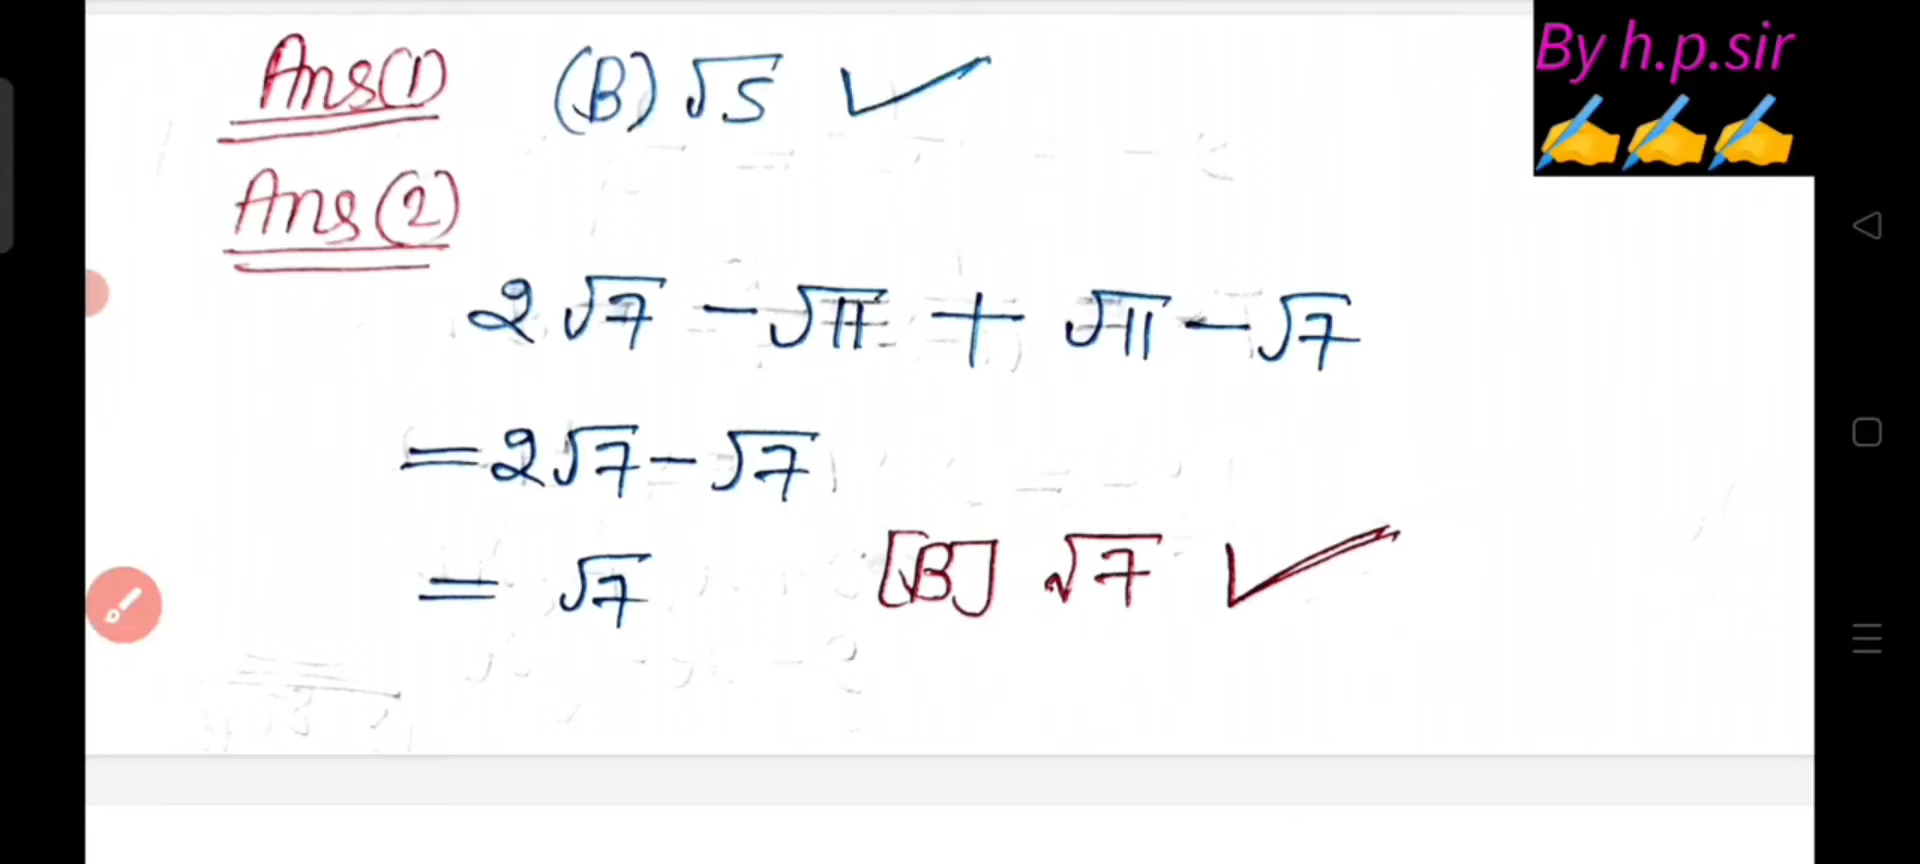 By h.p.sir
Ans(1) (B) √5 ✓
Ans(2)
2√7 - √11 + √11 - √7
= 2√7 - √7
= √7 [B] √7 ✓